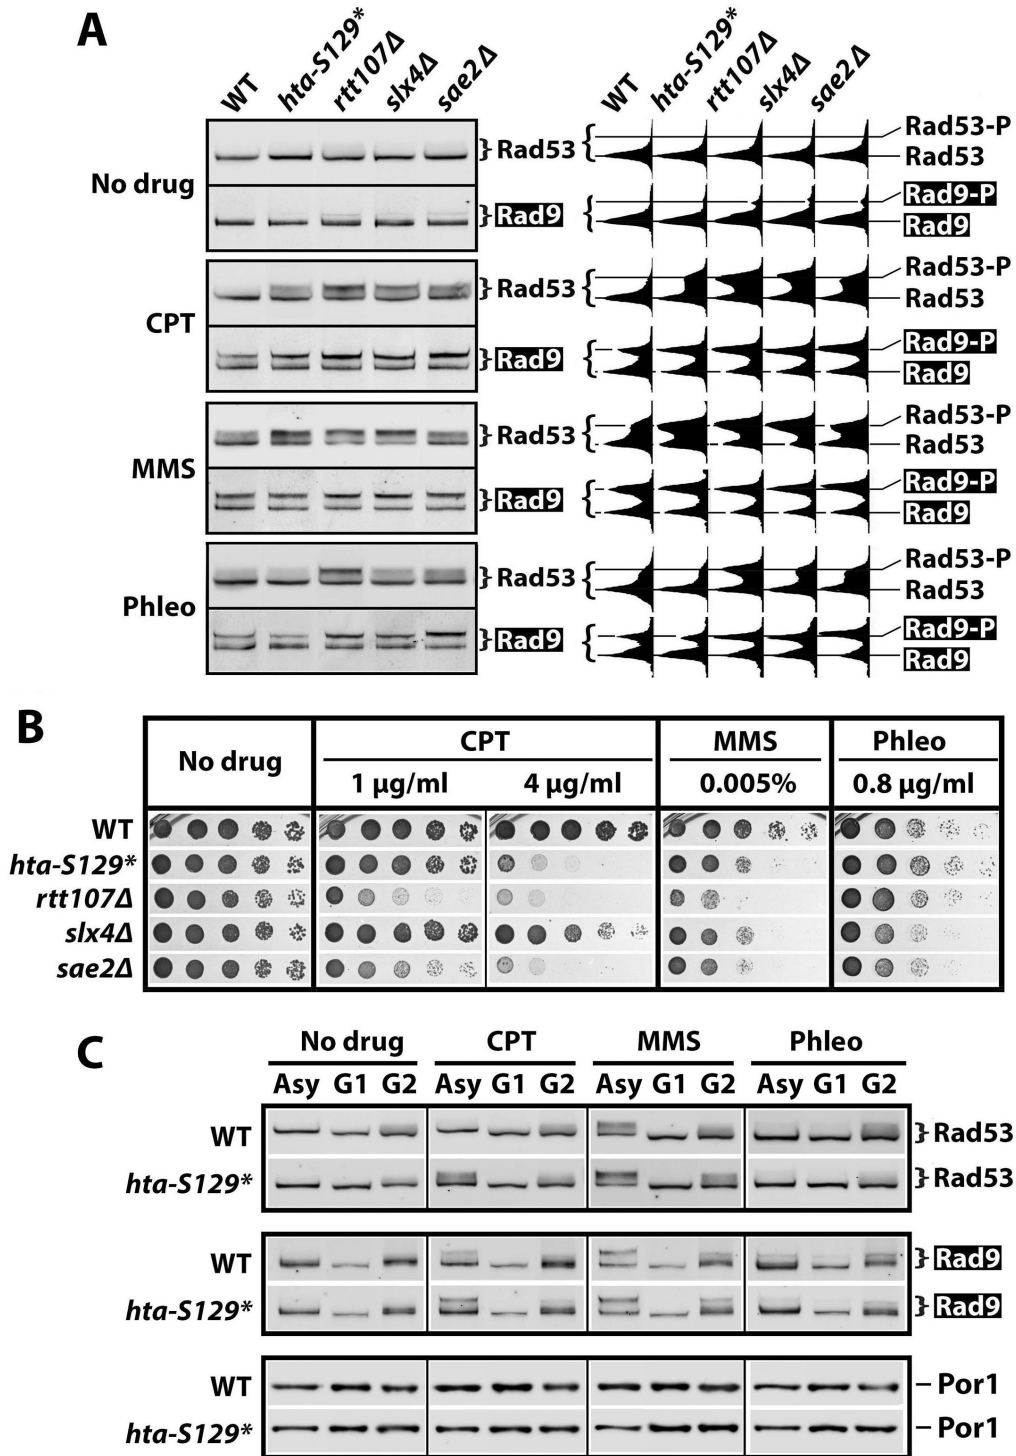 A
WT hta-S129* rtt107Δ slx4Δ sae2Δ WT hta-S129* rtt107Δ slx4Δ sae2Δ
No drug
} Rad53 {
Rad53-P
Rad53
} Rad9 {
Rad9-P
Rad9
CPT
} Rad53 {
Rad53-P
Rad53
} Rad9 {
Rad9-P
Rad9
MMS
} Rad53 {
Rad53-P
Rad53
} Rad9 {
Rad9-P
Rad9
Phleo
} Rad53 {
Rad53-P
Rad53
} Rad9 {
Rad9-P
Rad9
B
No drug CPT MMS Phleo
1 µg/ml 4 µg/ml 0.005% 0.8 µg/ml
WT
hta-S129*
rtt107Δ
slx4Δ
sae2Δ
C
No drug CPT MMS Phleo
Asy G1 G2 Asy G1 G2 Asy G1 G2 Asy G1 G2
WT } Rad53
hta-S129* } Rad53
WT } Rad9
hta-S129* } Rad9
WT – Por1
hta-S129* – Por1